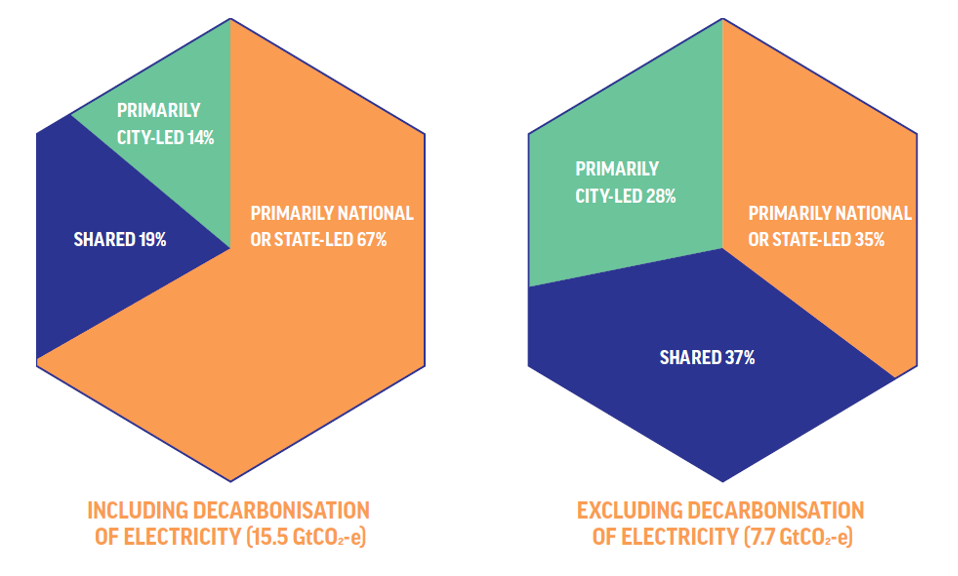 PRIMARILY
CITY-LED 14%
SHARED 19%
PRIMARILY NATIONAL
OR STATE-LED 67%
INCLUDING DECARBONISATION
OF ELECTRICITY (15.5 GtCO₂-e)
PRIMARILY
CITY-LED 28%
PRIMARILY NATIONAL
OR STATE-LED 35%
SHARED 37%
EXCLUDING DECARBONISATION
OF ELECTRICITY (7.7 GtCO₂-e)